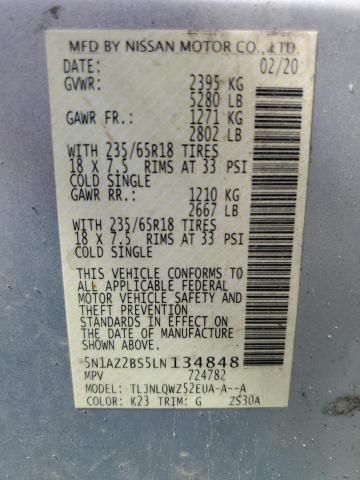 MFD BY NISSAN MOTOR CO., LTD
DATE: 02/20
GVWR: 2395 KG
5280 LB
GAWR FR.: 1271 KG
2802 LB
WITH 235/65R18 TIRES
18 X 7.5 RIMS AT 33 PSI
COLD SINGLE
GAWR RR.: 1210 KG
2667 LB
WITH 235/65R18 TIRES
18 X 7.5 RIMS AT 33 PSI
COLD SINGLE
THIS VEHICLE CONFORMS TO
ALL APPLICABLE FEDERAL
MOTOR VEHICLE SAFETY AND
THEFT PREVENTION
STANDARDS IN EFFECT ON
THE DATE OF MANUFACTURE
SHOWN ABOVE.
5N1AZ2BS5LN134848
MPV 724782
MODEL: TLJNLQWZ52EUA-A--A
COLOR: K23 TRIM: G ZS30A